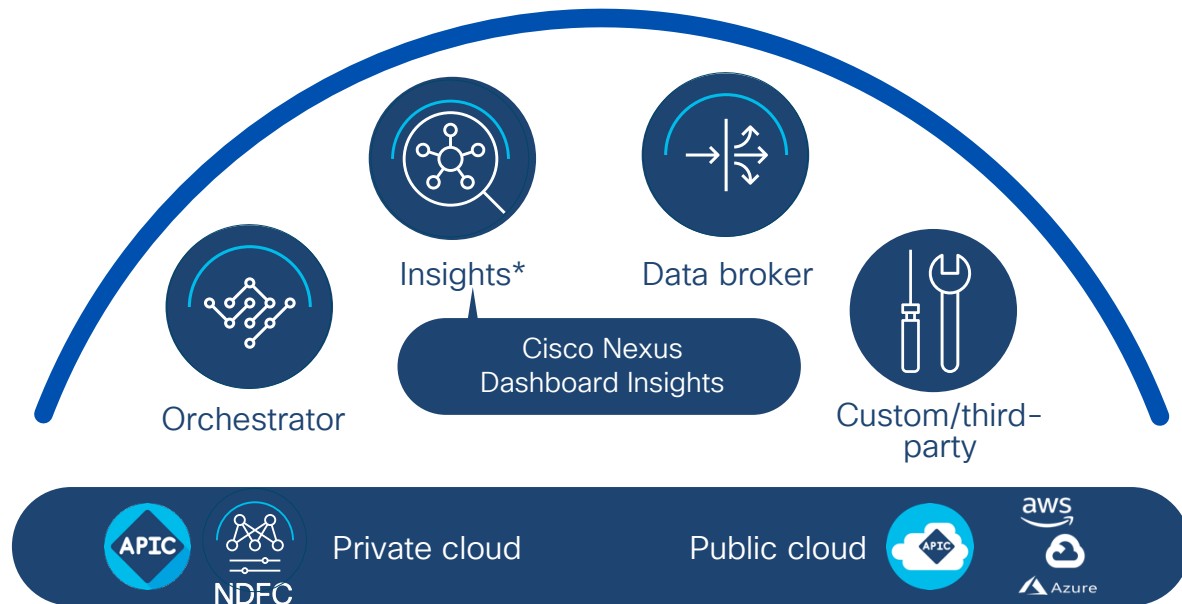 Insights*
Data broker
Cisco Nexus
Dashboard Insights
Orchestrator
Custom/third-
party
APIC
NDFC
Private cloud
Public cloud
APIC
aws
Azure